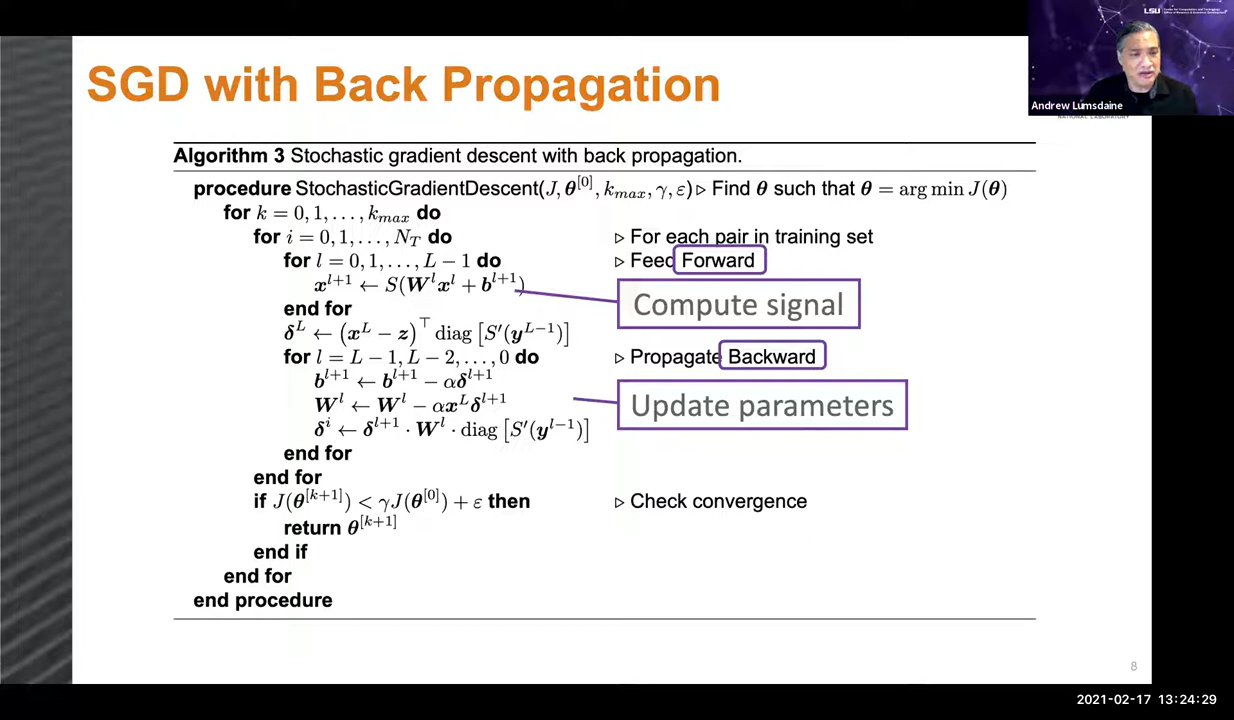 LSU
SGD with Back Propagation
Andrew Lumsdaine
NATIONAL LABORATORY
Algorithm 3 Stochastic gradient descent with back propagation.
procedure StochasticGradientDescent(J, θ^[0], k_max, γ, ε) ▷ Find θ such that θ = arg min J(θ)
for k = 0, 1, . . . , k_max do
for i = 0, 1, . . . , N_T do ▷ For each pair in training set
for l = 0, 1, . . . , L − 1 do ▷ Feed Forward
x^{l+1} ← S(W^l x^l + b^{l+1})
Compute signal
end for
δ^L ← (x^L − z)^⊤ diag [S′(y^{L−1})]
for l = L − 1, L − 2, . . . , 0 do ▷ Propagate Backward
b^{l+1} ← b^{l+1} − αδ^{l+1}
W^l ← W^l − αx^L δ^{l+1}
Update parameters
δ^i ← δ^{l+1} · W^l · diag [S′(y^{l−1})]
end for
end for
if J(θ^[k+1]) < γJ(θ^[0]) + ε then ▷ Check convergence
return θ^[k+1]
end if
end for
end procedure
8
2021-02-17 13:24:29